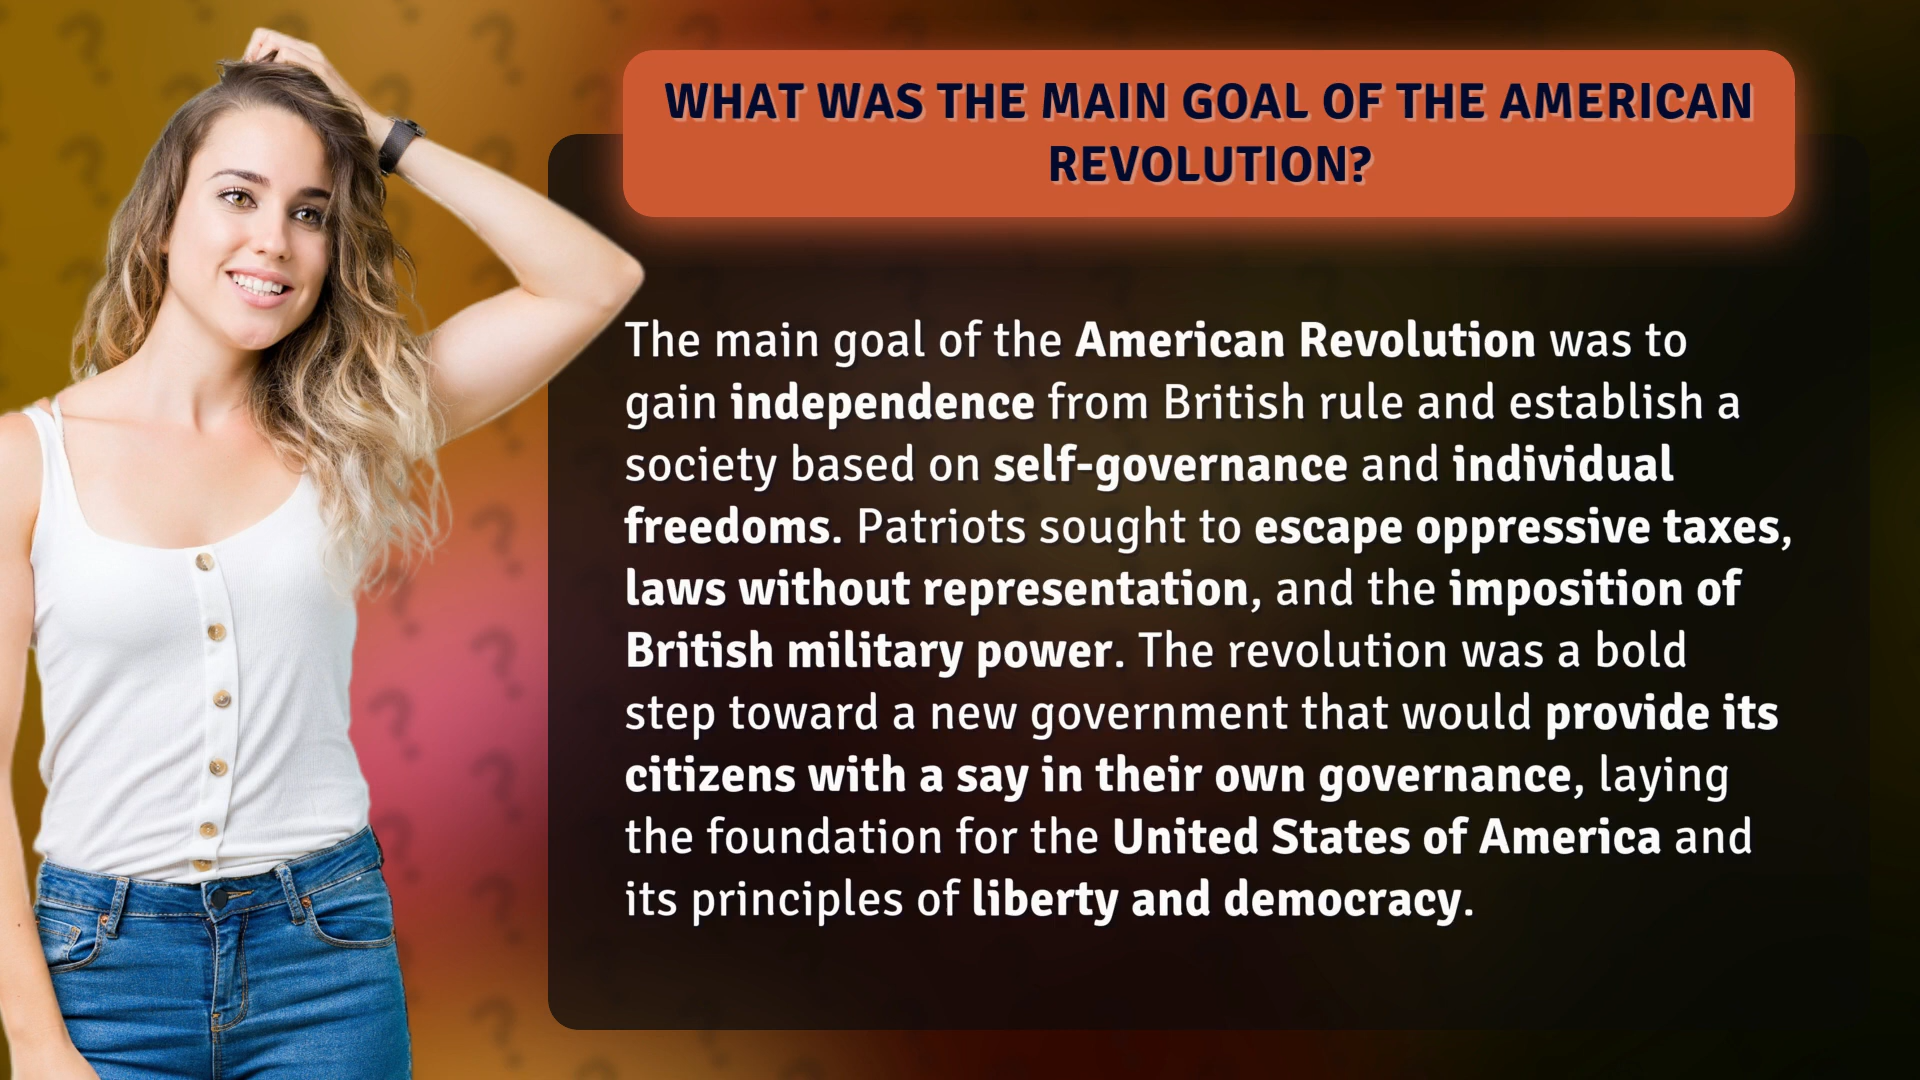 WHAT WAS THE MAIN GOAL OF THE AMERICAN
REVOLUTION?
The main goal of the American Revolution was to
gain independence from British rule and establish a
society based on self-governance and individual
freedoms. Patriots sought to escape oppressive taxes,
laws without representation, and the imposition of
British military power. The revolution was a bold
step toward a new government that would provide its
citizens with a say in their own governance, laying
the foundation for the United States of America and
its principles of liberty and democracy.